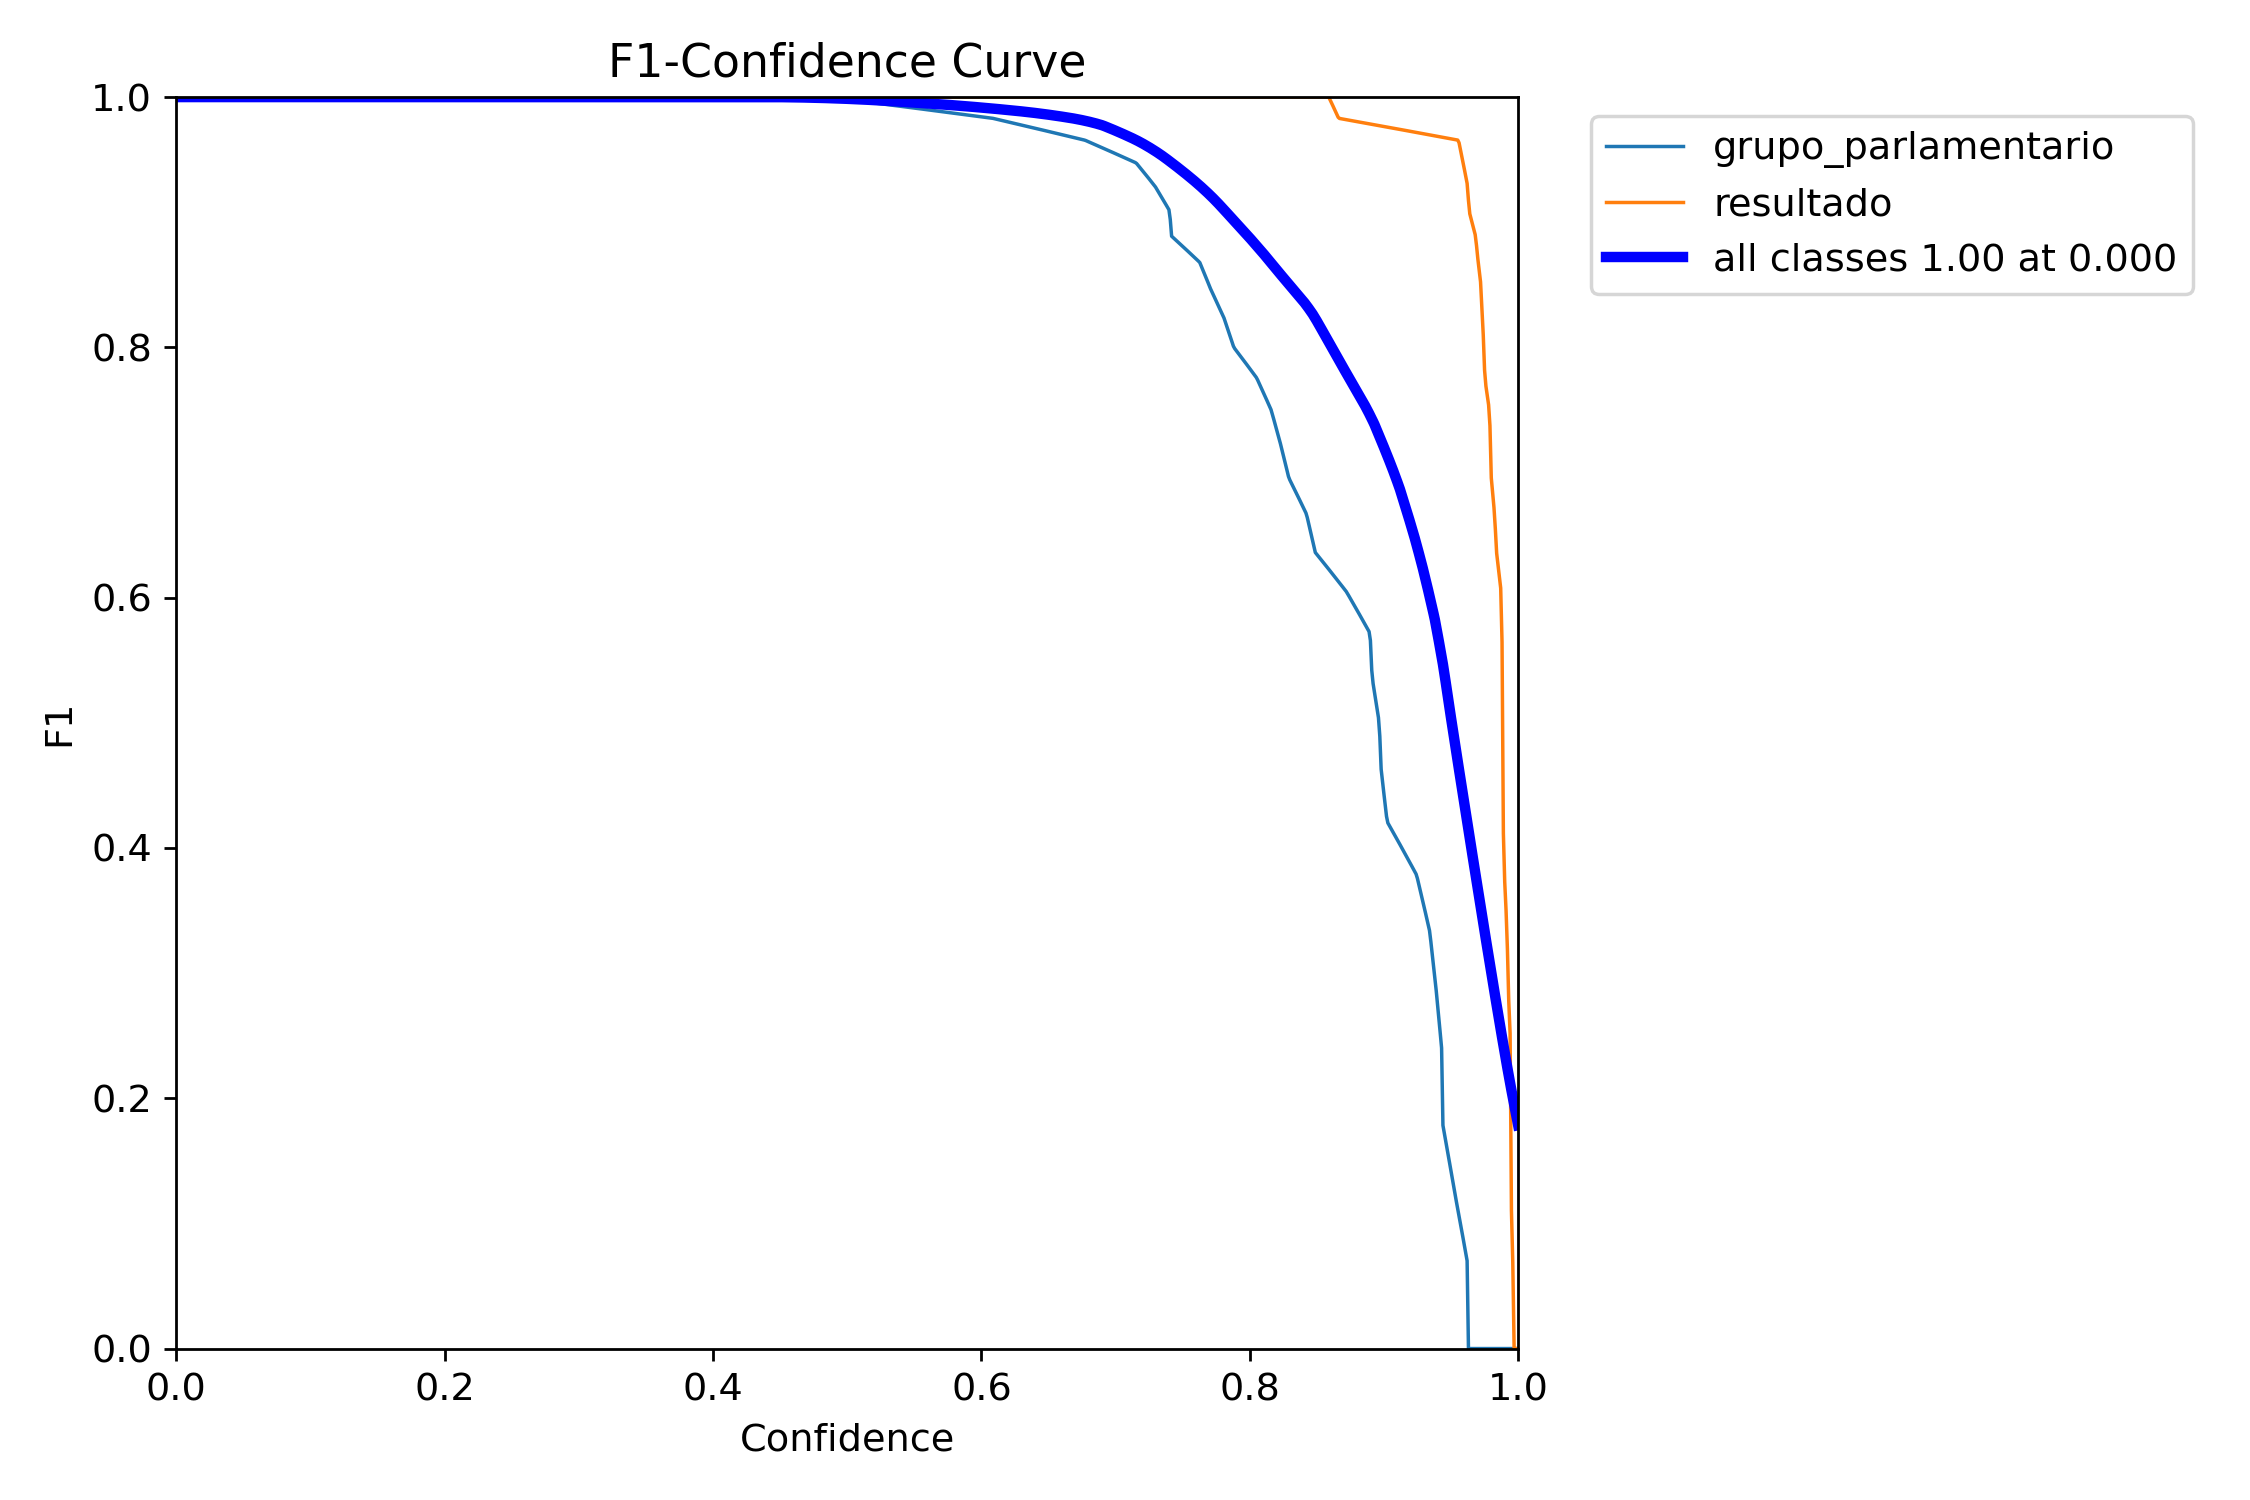 F1-Confidence Curve
1.0
0.8
0.6
0.4
0.2
0.0
F1
0.0 0.2 0.4 0.6 0.8 1.0
Confidence
grupo_parlamentario
resultado
all classes 1.00 at 0.000